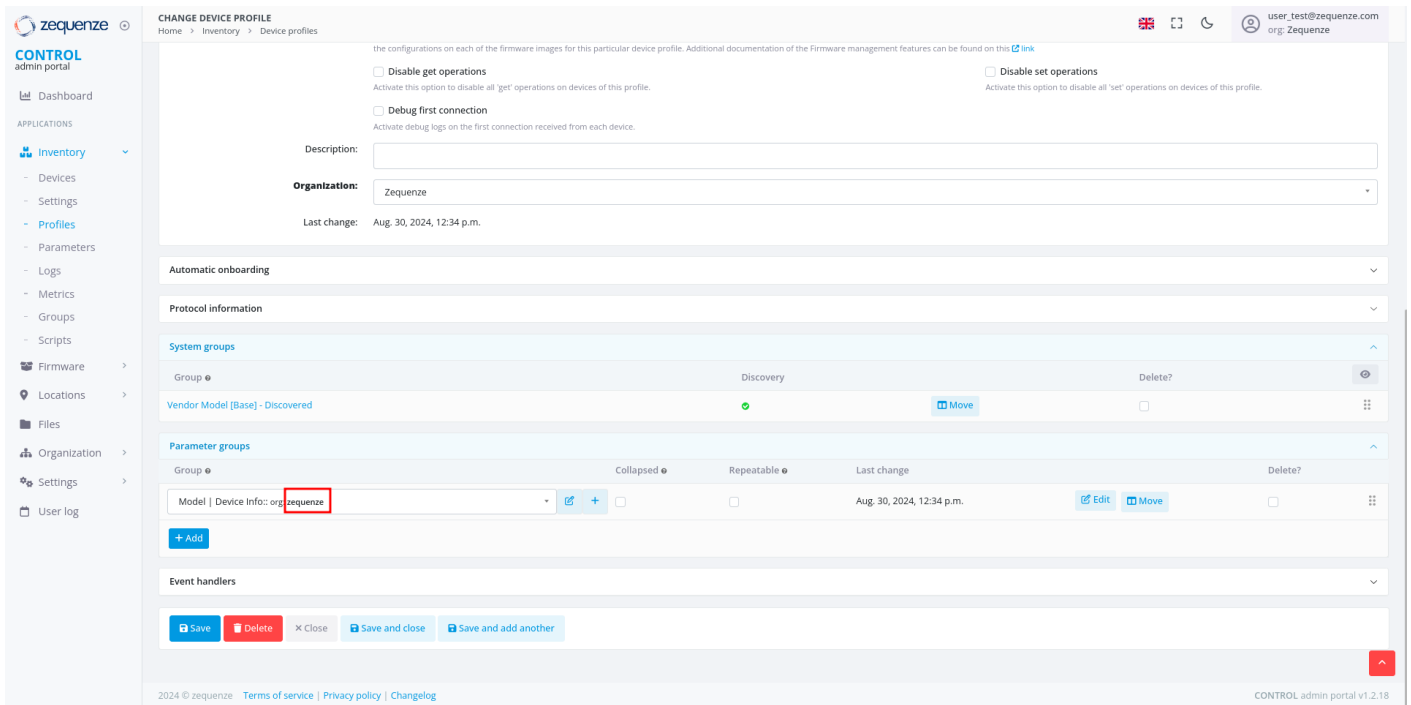 zequenze
CONTROL
admin portal
Dashboard
APPLICATIONS
Inventory
- Devices
- Settings
- Profiles
- Parameters
- Logs
- Metrics
- Groups
- Scripts
Firmware
Locations
Files
Organization
Settings
User log
CHANGE DEVICE PROFILE
Home > Inventory > Device profiles
user_test@zequenze.com
org: Zequenze
the configurations on each of the firmware images for this particular device profile. Additional documentation of the Firmware management features can be found on this link
Disable get operations
Activate this option to disable all 'get' operations on devices of this profile.
Disable set operations
Activate this option to disable all 'set' operations on devices of this profile.
Debug first connection
Activate debug logs on the first connection received from each device.
Description:
Organization: Zequenze
Last change: Aug. 30, 2024, 12:34 p.m.
Automatic onboarding
Protocol information
System groups
Group Discovery Delete?
Vendor Model [Base] - Discovered Move
Parameter groups
Group Collapsed Repeatable Last change Delete?
Model | Device Info:: org:zequenze + Aug. 30, 2024, 12:34 p.m. Edit Move
+ Add
Event handlers
Save Delete × Close Save and close Save and add another
2024 © zequenze Terms of service | Privacy policy | Changelog CONTROL admin portal v1.2.18